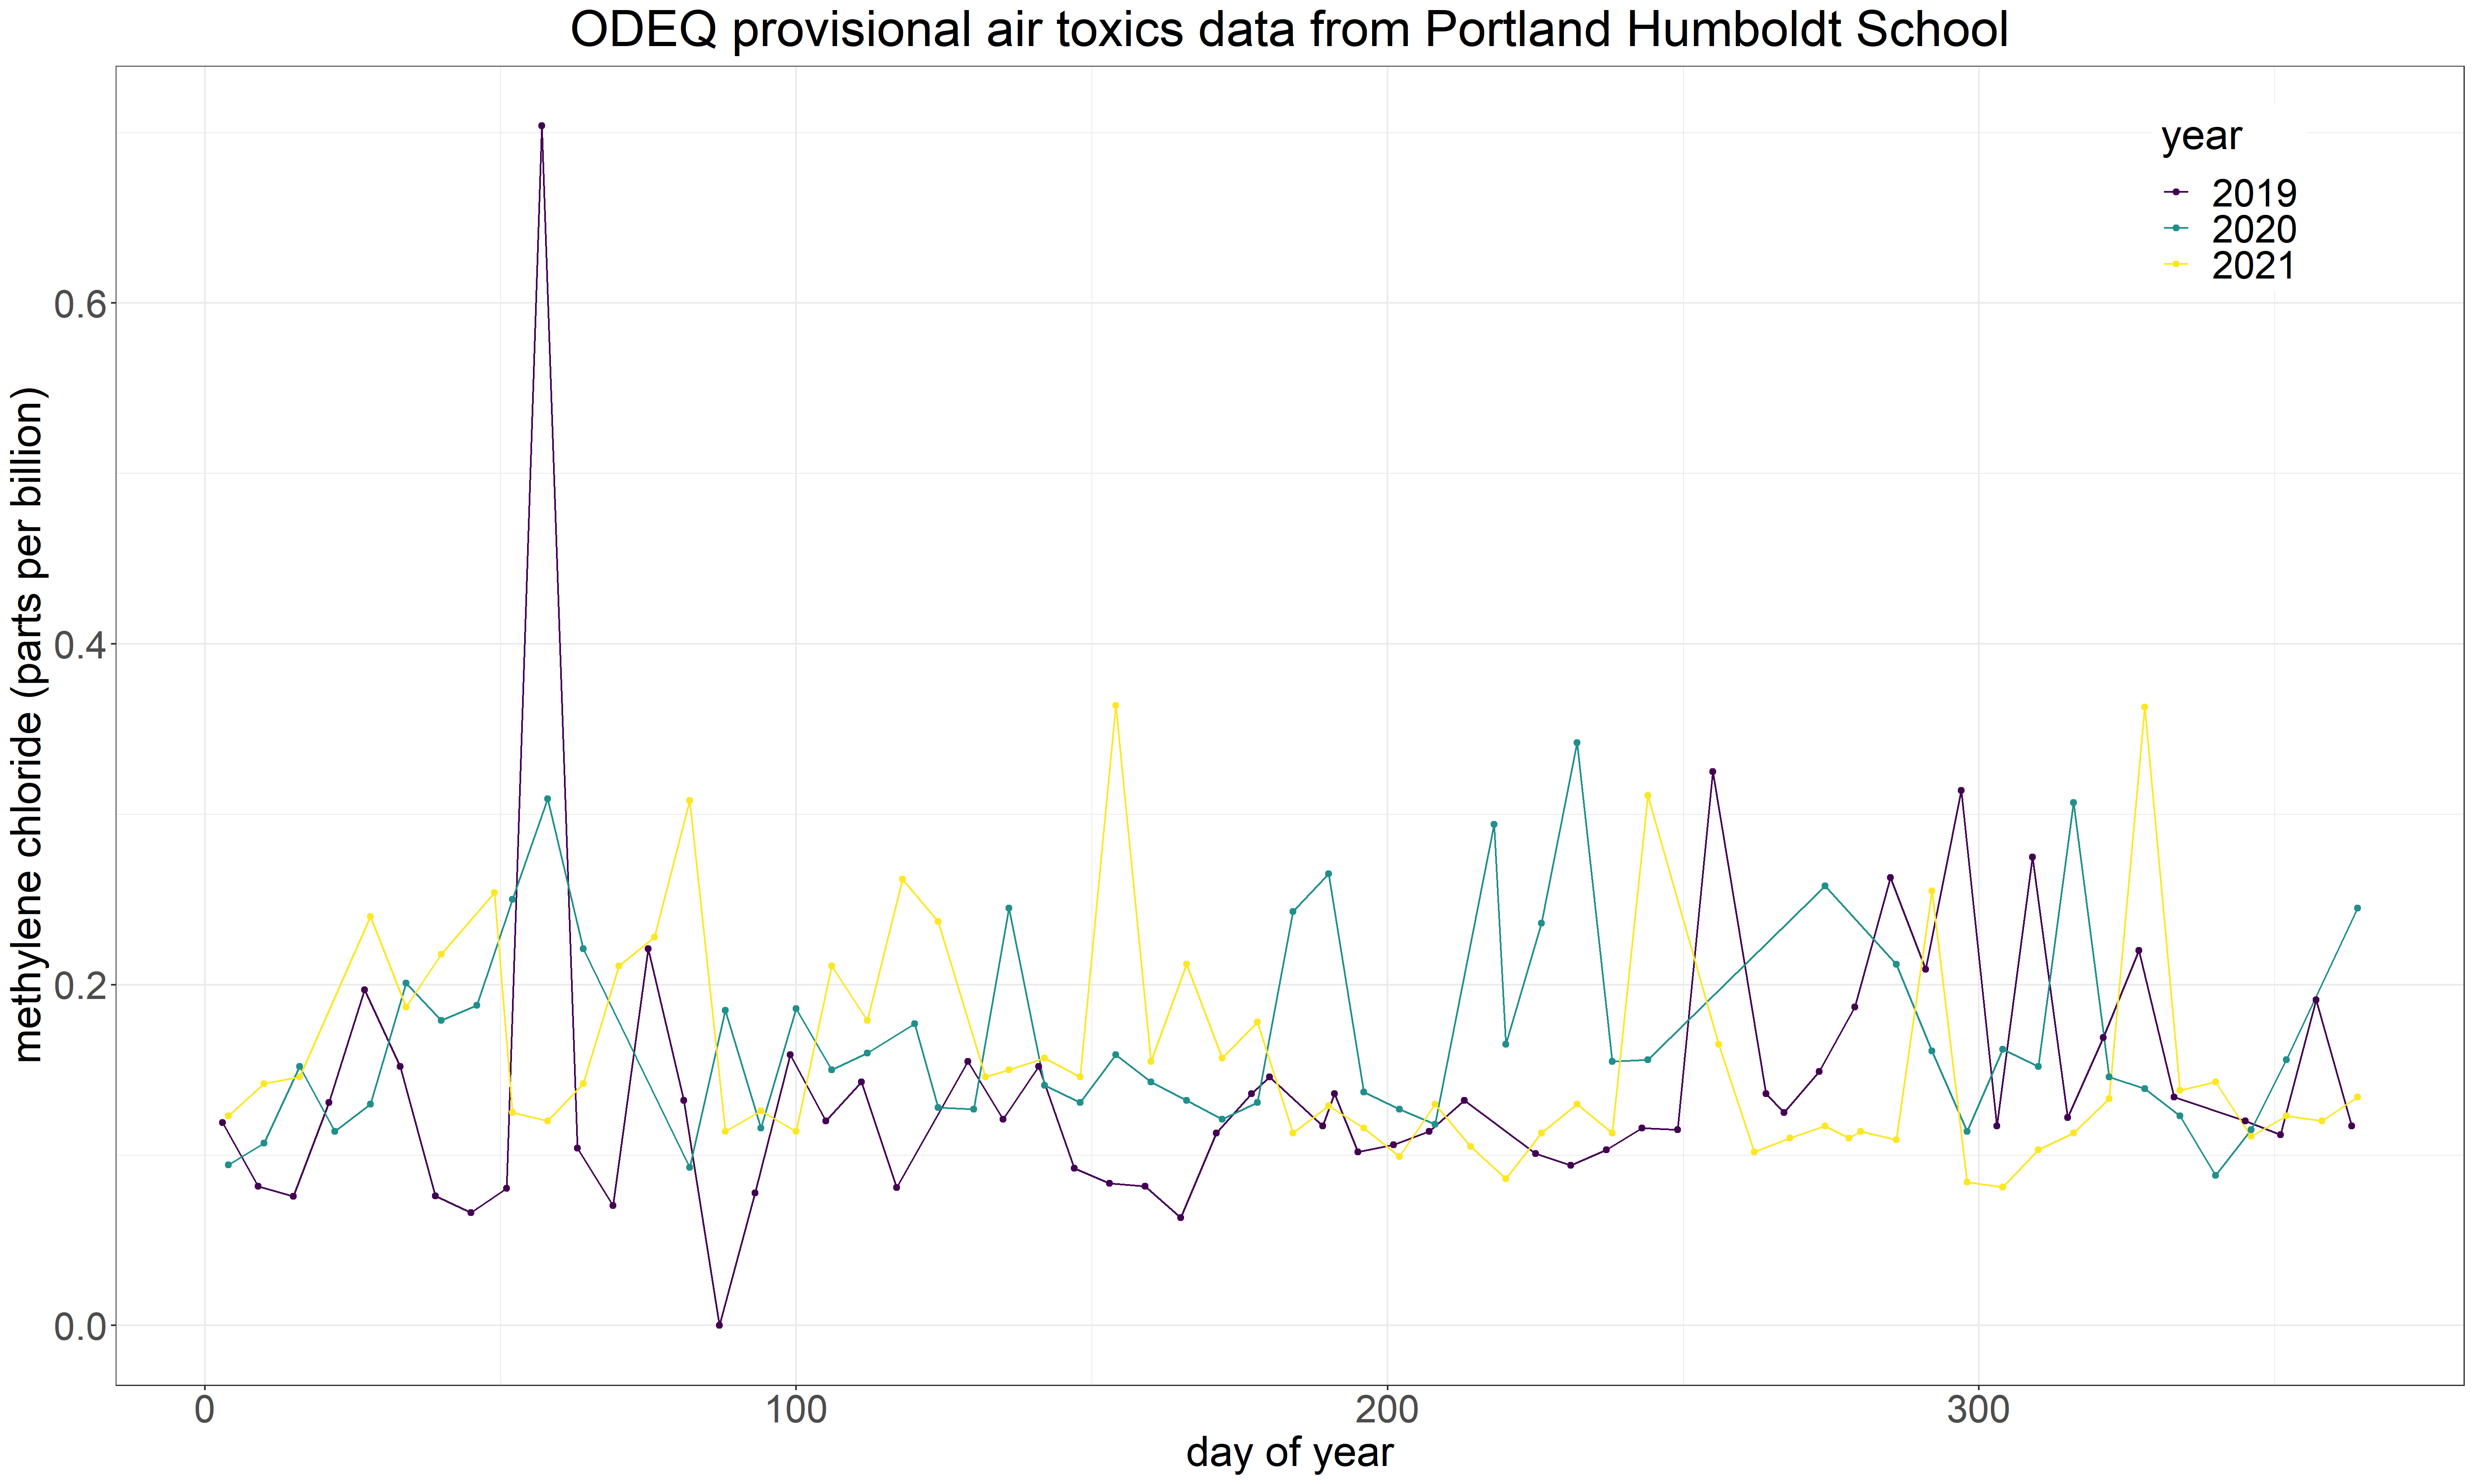 ODEQ provisional air toxics data from Portland Humboldt School
year
2019
2020
2021
methylene chloride (parts per billion)
0.6
0.4
0.2
0.0
0 100 200 300
day of year